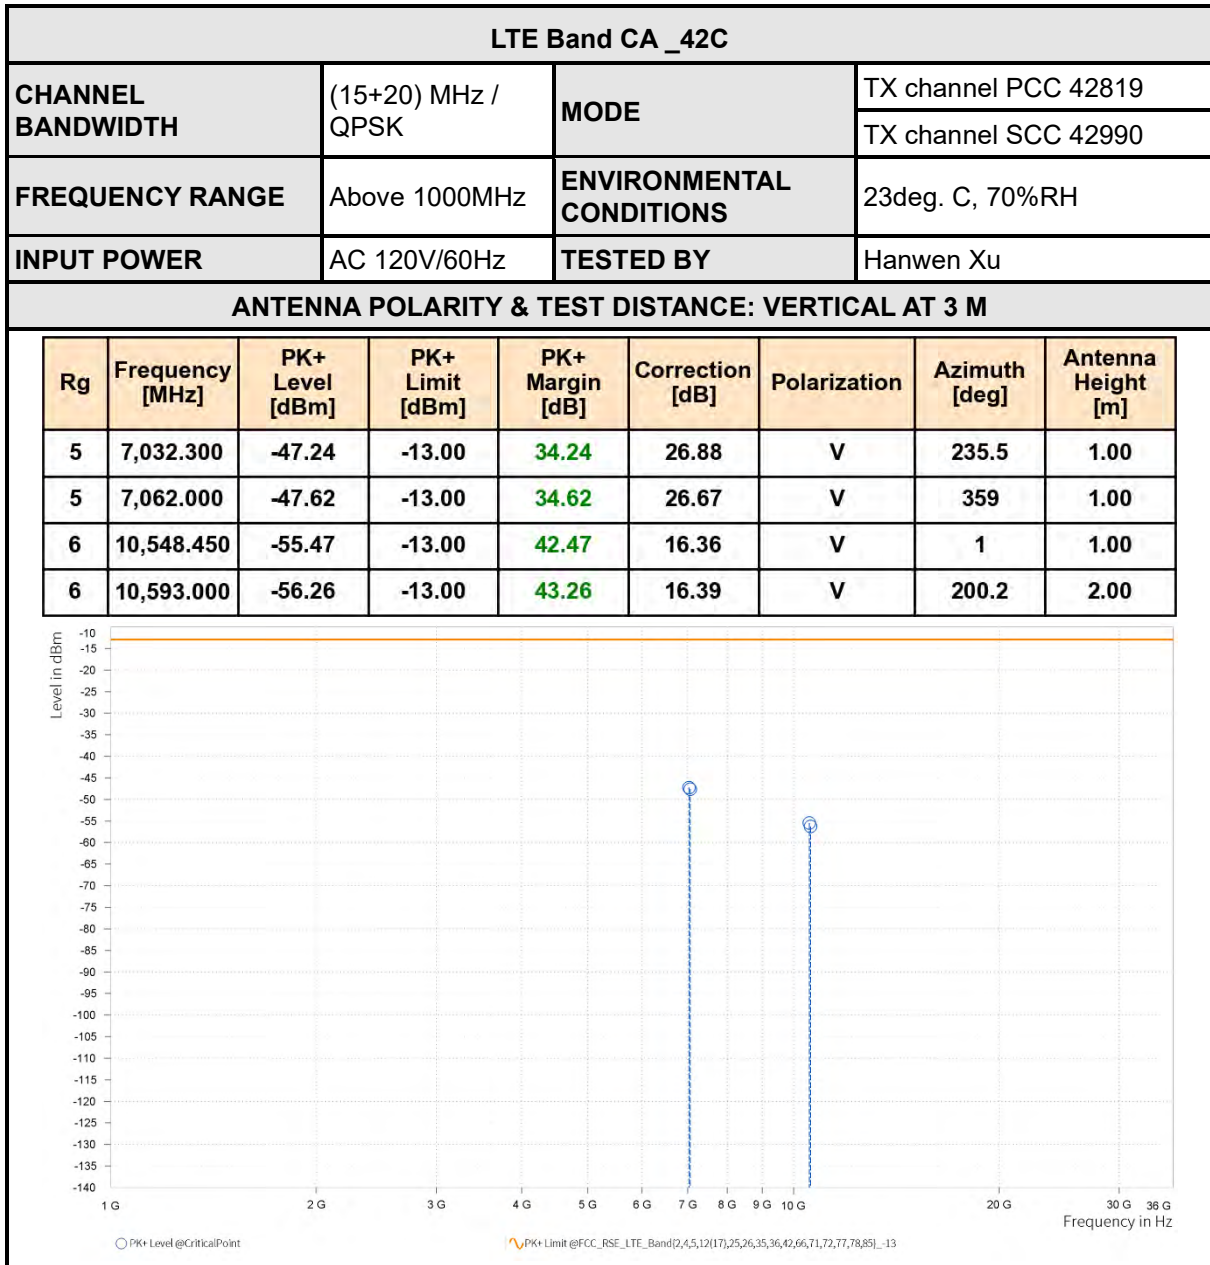 LTE Band CA _42C
CHANNEL
BANDWIDTH
(15+20) MHz /
QPSK
MODE
TX channel PCC 42819
TX channel SCC 42990
FREQUENCY RANGE
Above 1000MHz
ENVIRONMENTAL
CONDITIONS
23deg. C, 70%RH
INPUT POWER
AC 120V/60Hz
TESTED BY
Hanwen Xu
ANTENNA POLARITY & TEST DISTANCE: VERTICAL AT 3 M
Rg Frequency [MHz] PK+ Level [dBm] PK+ Limit [dBm] PK+ Margin [dB] Correction [dB] Polarization Azimuth [deg] Antenna Height [m]
5 7,032.300 -47.24 -13.00 34.24 26.88 V 235.5 1.00
5 7,062.000 -47.62 -13.00 34.62 26.67 V 359 1.00
6 10,548.450 -55.47 -13.00 42.47 16.36 V 1 1.00
6 10,593.000 -56.26 -13.00 43.26 16.39 V 200.2 2.00
Level in dBm
-10
-15
-20
-25
-30
-35
-40
-45
-50
-55
-60
-65
-70
-75
-80
-85
-90
-95
-100
-105
-110
-115
-120
-125
-130
-135
-140
1 G 2 G 3 G 4 G 5 G 6 G 7 G 8 G 9 G 10 G 20 G 30 G 36 G
Frequency in Hz
PK+ Level @CriticalPoint
PK+ Limit @FCC_RSE_LTE_Band{2,4,5,12(17),25,26,35,36,42,66,71,72,77,78,85}_-13